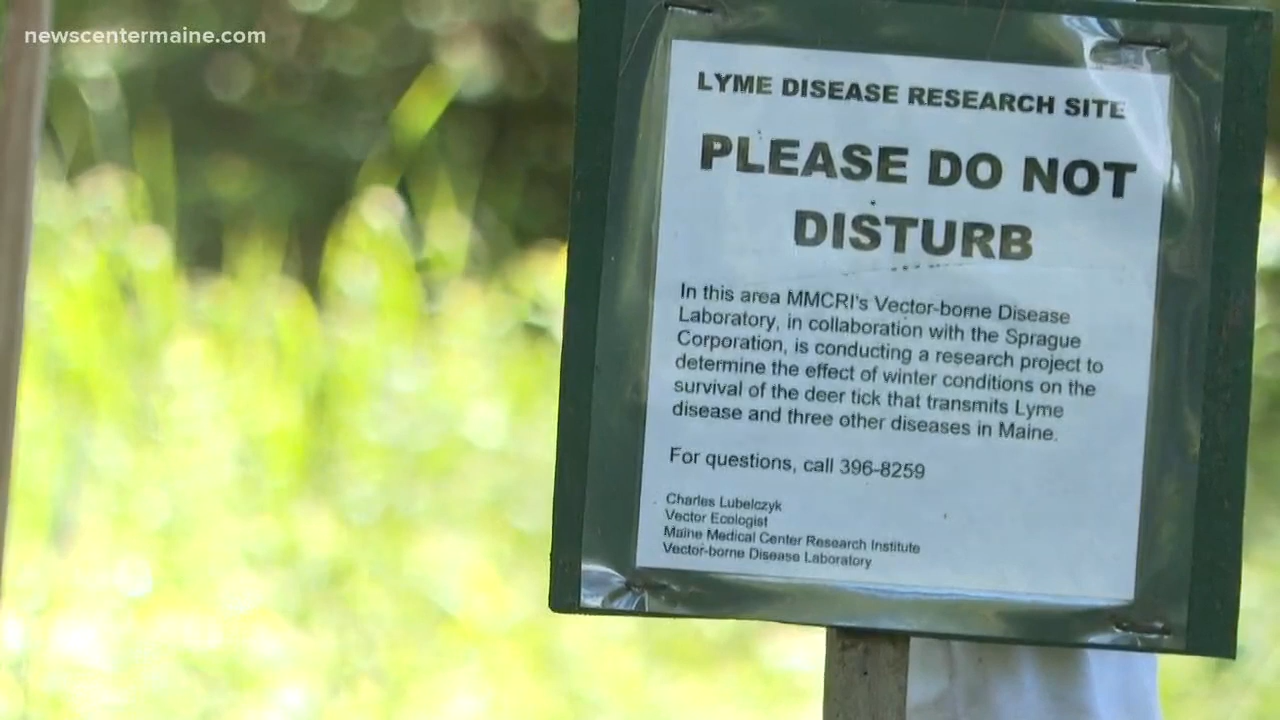 newscentermaine.com
LYME DISEASE RESEARCH SITE
PLEASE DO NOT
DISTURB
In this area MMCRI's Vector-borne Disease
Laboratory, in collaboration with the Sprague
Corporation, is conducting a research project to
determine the effect of winter conditions on the
survival of the deer tick that transmits Lyme
disease and three other diseases in Maine.
For questions, call 396-8259
Charles Lubelczyk
Vector Ecologist
Maine Medical Center Research Institute
Vector-borne Disease Laboratory